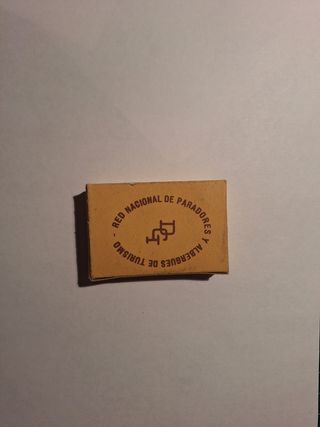 RED NACIONAL DE PARADORES Y ALBERGUES DE TURISMO -